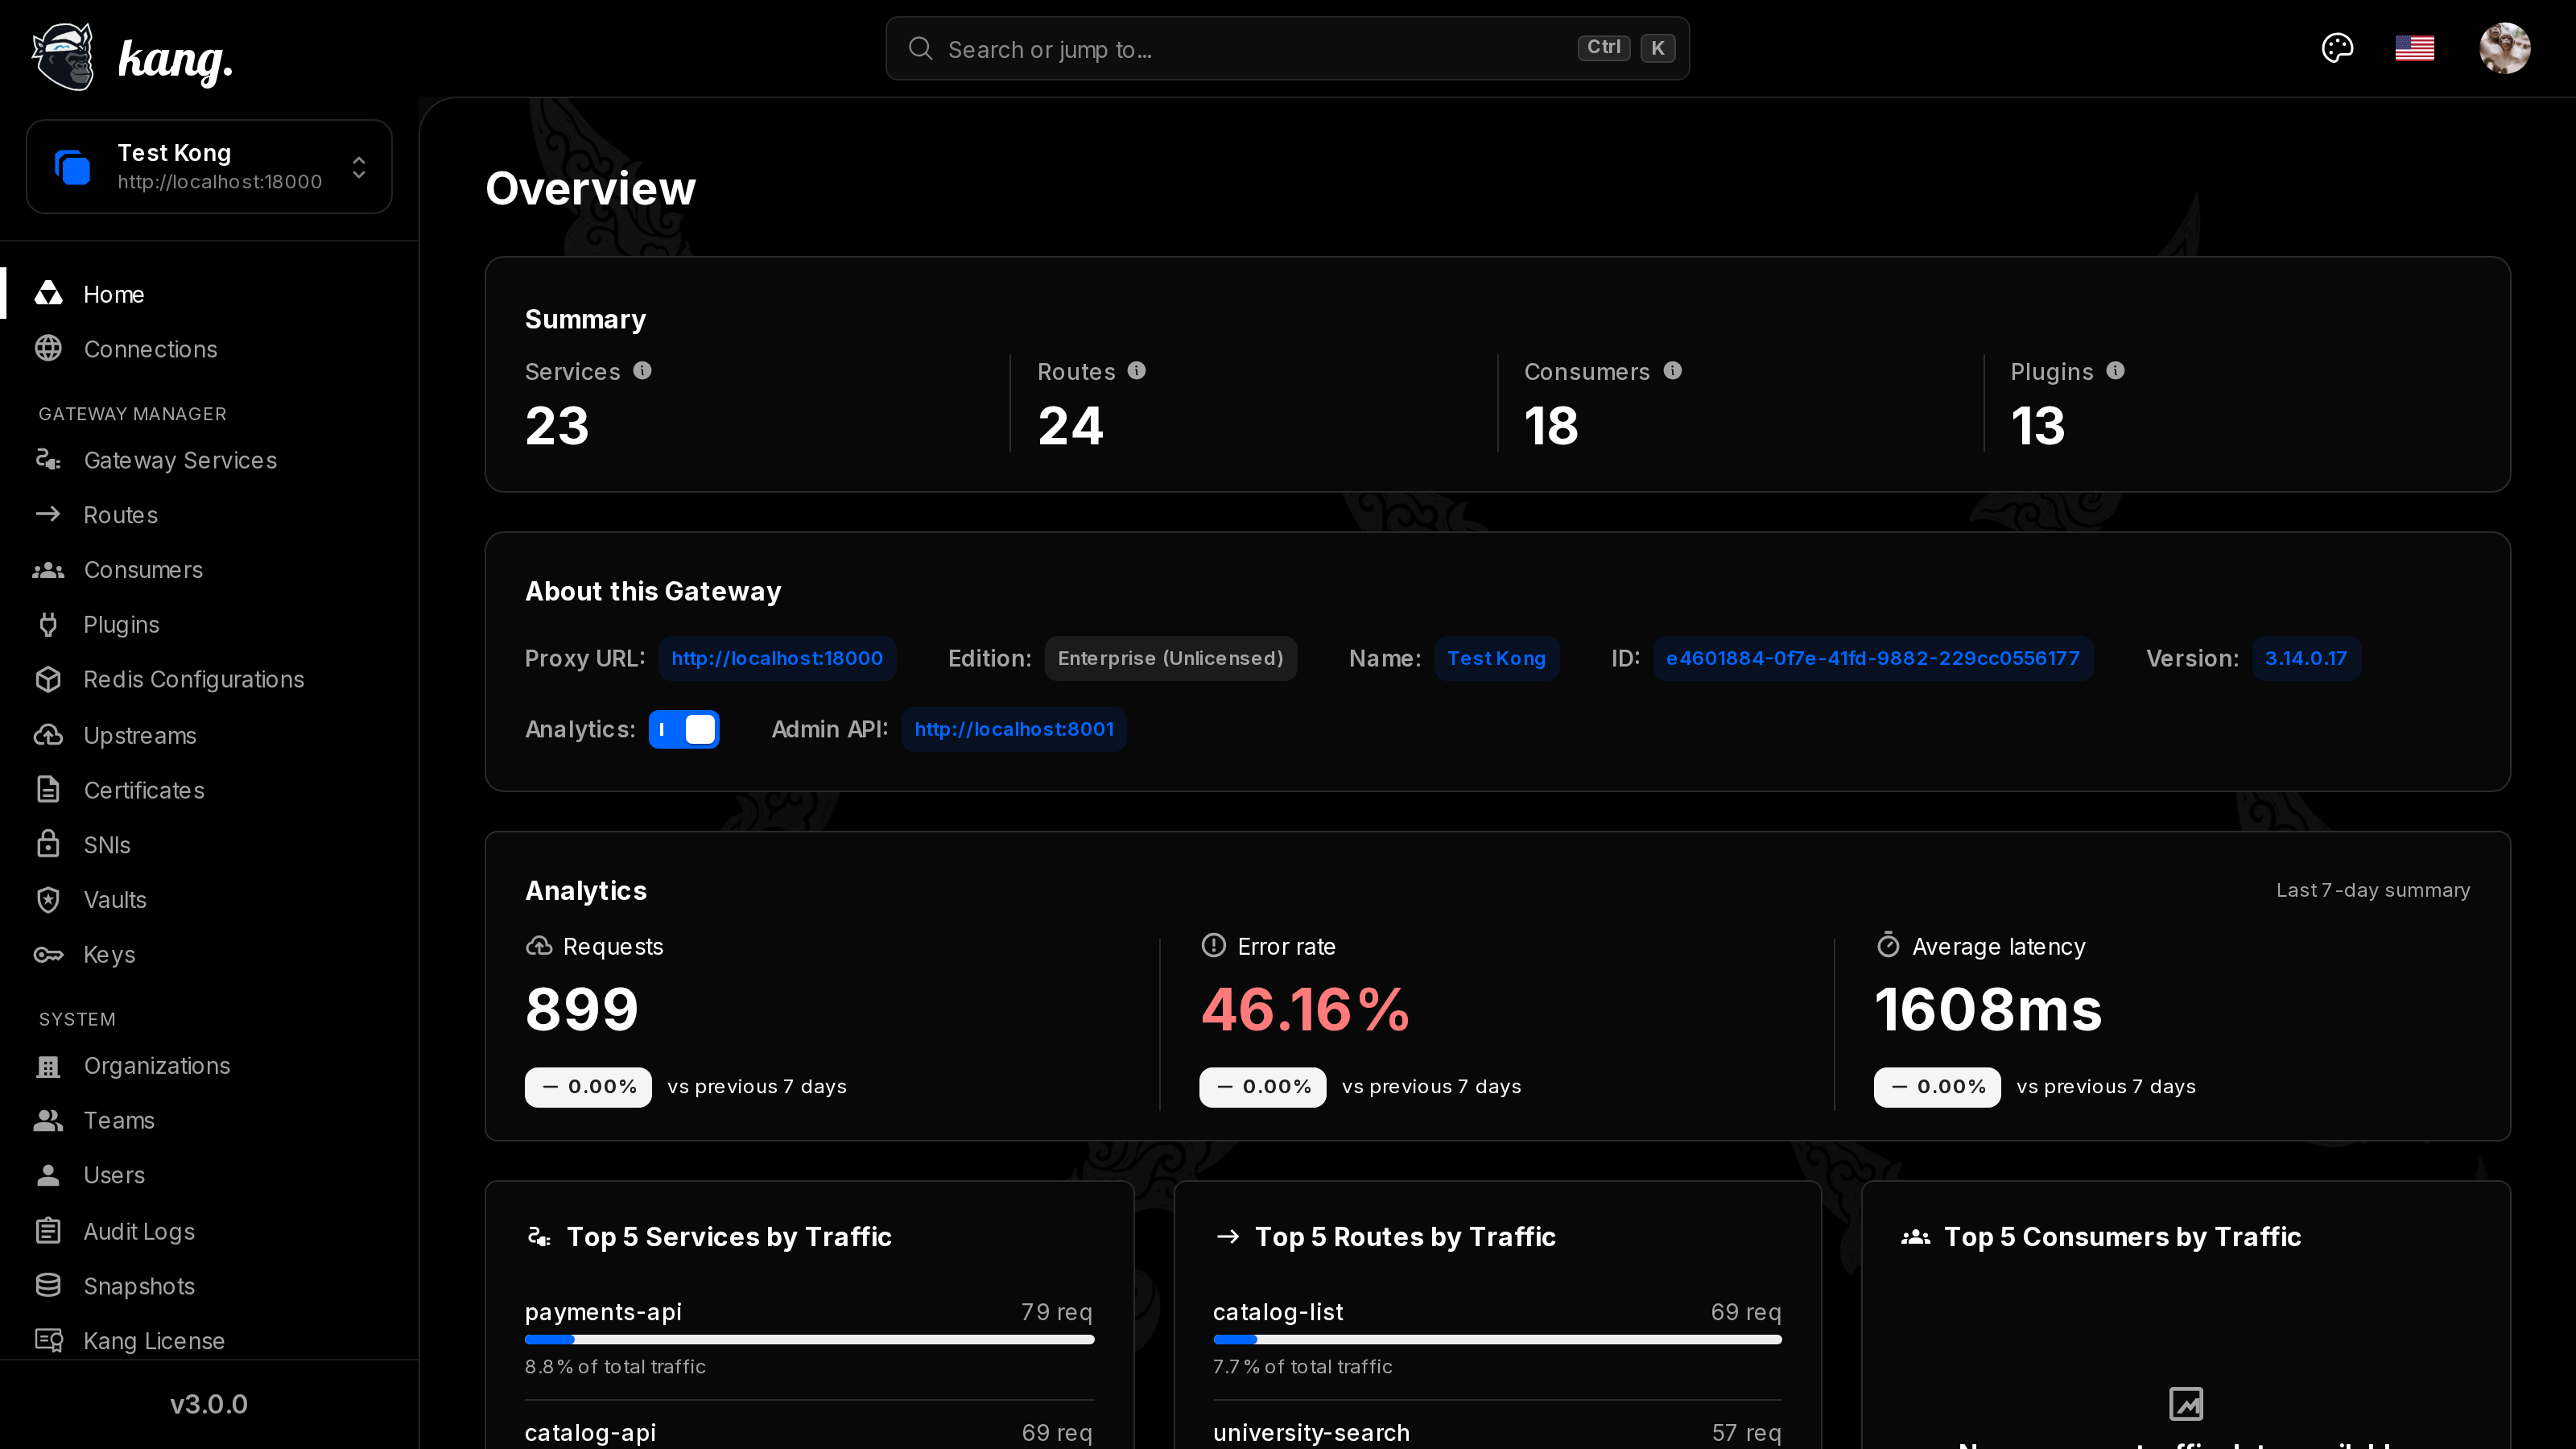 kang.
Search or jump to...
Ctrl K
Test Kong
http://localhost:18000
Home
Connections
GATEWAY MANAGER
Gateway Services
Routes
Consumers
Plugins
Redis Configurations
Upstreams
Certificates
SNIs
Vaults
Keys
SYSTEM
Organizations
Teams
Users
Audit Logs
Snapshots
Kang License
v3.0.0
Overview
Summary
Services Routes Consumers Plugins
23 24 18 13
About this Gateway
Proxy URL: http://localhost:18000 Edition: Enterprise (Unlicensed) Name: Test Kong ID: e4601884-0f7e-41fd-9882-229cc0556177 Version: 3.14.0.17
Analytics: Admin API: http://localhost:8001
Analytics Last 7-day summary
Requests Error rate Average latency
899 46.16% 1608ms
— 0.00% vs previous 7 days — 0.00% vs previous 7 days — 0.00% vs previous 7 days
Top 5 Services by Traffic
payments-api 79 req
8.8% of total traffic
catalog-api 69 req
Top 5 Routes by Traffic
catalog-list 69 req
7.7% of total traffic
university-search 57 req
Top 5 Consumers by Traffic